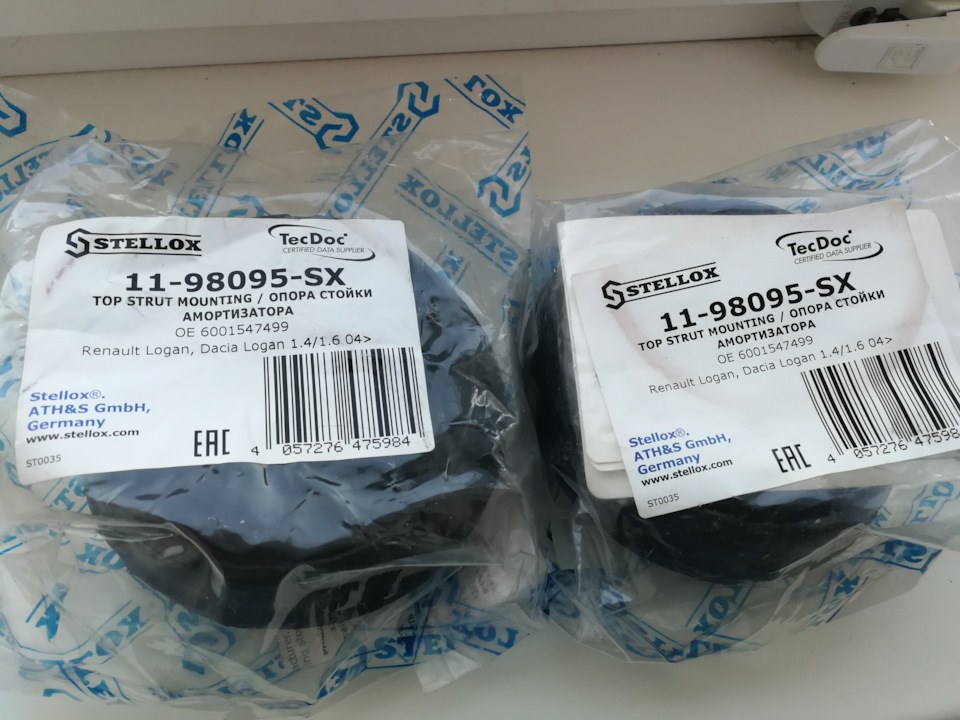 STELLOX
TecDoc
CERTIFIED DATA SUPPLIER
11-98095-SX
TOP STRUT MOUNTING / ОПОРА СТОЙКИ
АМОРТИЗАТОРА
OE 6001547499
Renault Logan, Dacia Logan 1.4/1.6 04>
Stellox®.
ATH&S GmbH,
Germany
www.stellox.com
EAC
4 057276 475984
ST0035
STELLOX
TecDoc
CERTIFIED DATA SUPPLIER
11-98095-SX
TOP STRUT MOUNTING / ОПОРА СТОЙКИ
АМОРТИЗАТОРА
OE 6001547499
Renault Logan, Dacia Logan 1.4/1.6 04>
Stellox®.
ATH&S GmbH,
Germany
www.stellox.com
EAC
4 057276 47598
ST0035